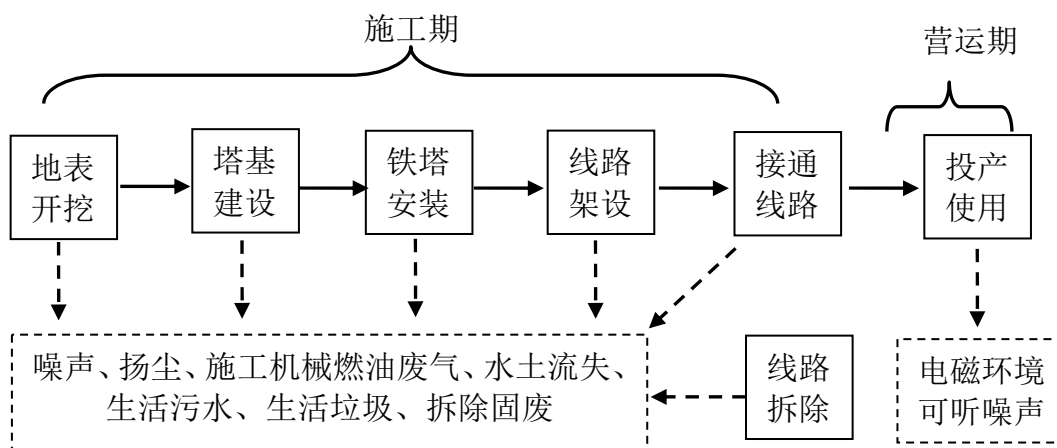 施工期
营运期
地表
开挖
塔基
建设
铁塔
安装
线路
架设
接通
线路
投产
使用
噪声、扬尘、施工机械燃油废气、水土流失、
生活污水、生活垃圾、拆除固废
线路
拆除
电磁环境
可听噪声